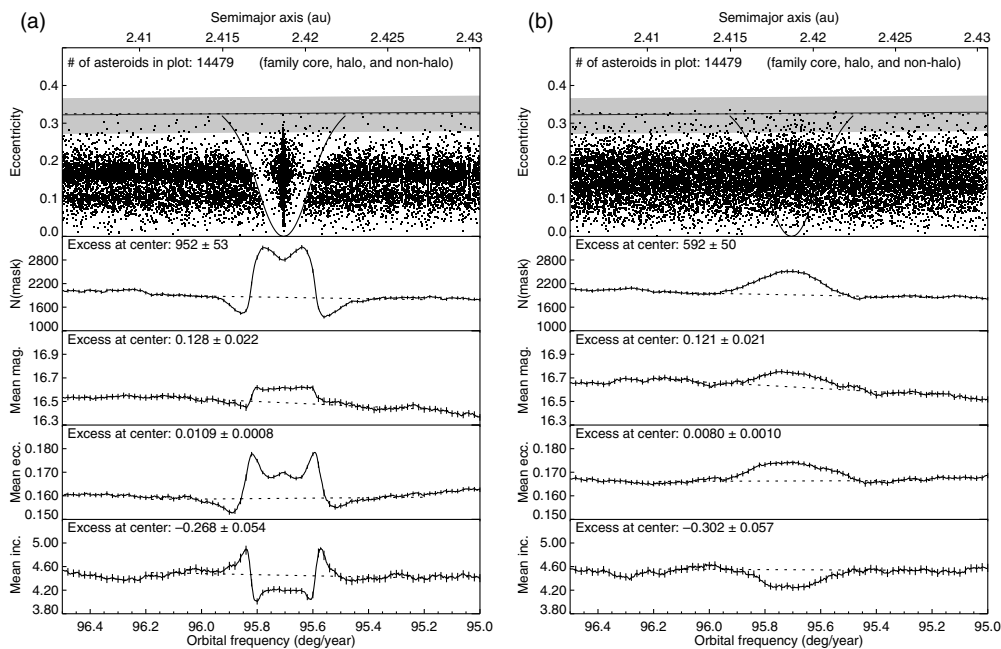 (a)
Semimajor axis (au)
2.41 2.415 2.42 2.425 2.43
# of asteroids in plot: 14479 (family core, halo, and non-halo)
Eccentricity
0.4
0.3
0.2
0.1
0.0
Excess at center: 952 ± 53
N(mask)
2800
2200
1600
1000
Excess at center: 0.128 ± 0.022
Mean mag.
16.9
16.7
16.5
16.3
Excess at center: 0.0109 ± 0.0008
Mean ecc.
0.180
0.170
0.160
0.150
Excess at center: –0.268 ± 0.054
Mean inc.
5.00
4.60
4.20
3.80
96.4 96.2 96.0 95.8 95.6 95.4 95.2 95.0
Orbital frequency (deg/year)
(b)
Semimajor axis (au)
2.41 2.415 2.42 2.425 2.43
# of asteroids in plot: 14479 (family core, halo, and non-halo)
Eccentricity
0.4
0.3
0.2
0.1
0.0
Excess at center: 592 ± 50
N(mask)
2800
2200
1600
1000
Excess at center: 0.121 ± 0.021
Mean mag.
16.9
16.7
16.5
16.3
Excess at center: 0.0080 ± 0.0010
Mean ecc.
0.180
0.170
0.160
0.150
Excess at center: –0.302 ± 0.057
Mean inc.
5.00
4.60
4.20
3.80
96.4 96.2 96.0 95.8 95.6 95.4 95.2 95.0
Orbital frequency (deg/year)